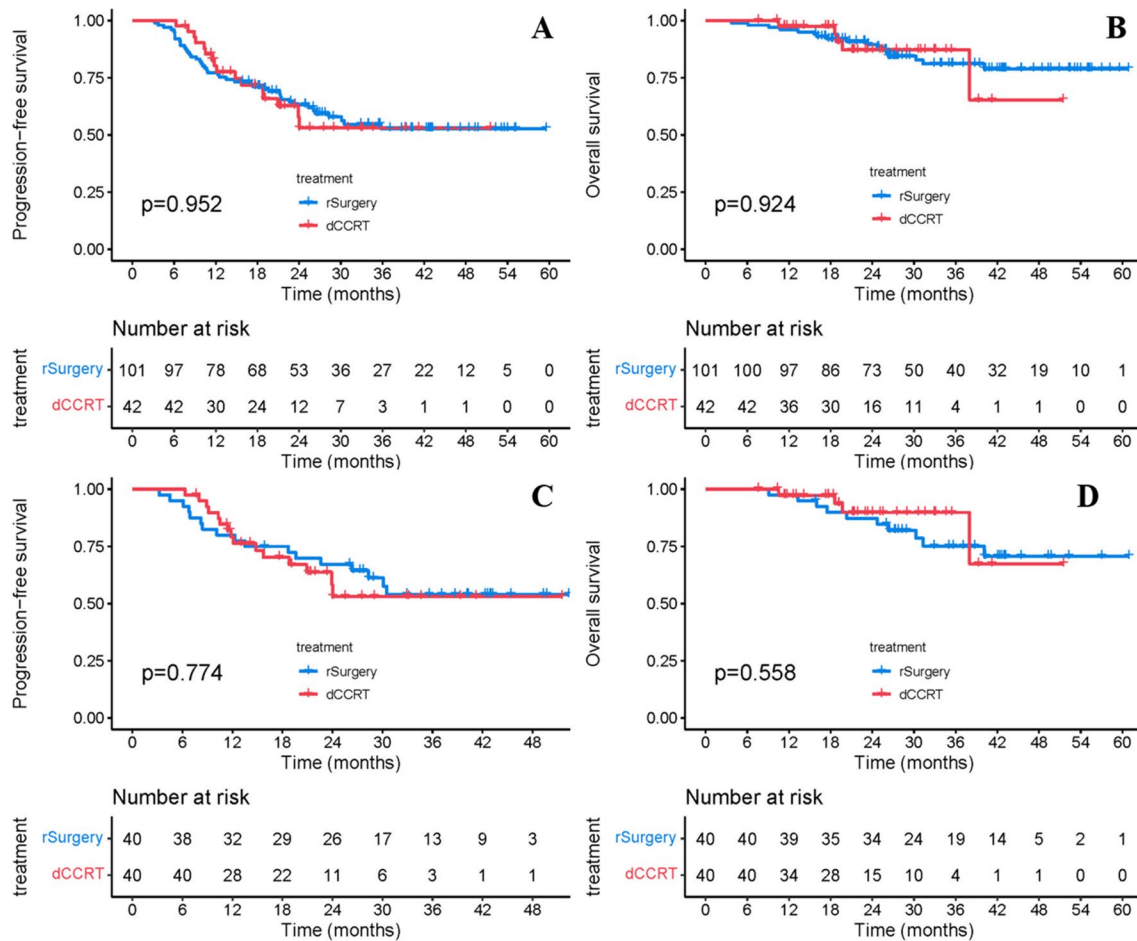 A
Progression−free survival
1.00
0.75
0.50
0.25
0.00
p=0.952
treatment
rSurgery
dCCRT
0 6 12 18 24 30 36 42 48 54 60
Time (months)
Number at risk
treatment
rSurgery 101 97 78 68 53 36 27 22 12 5 0
dCCRT 42 42 30 24 12 7 3 1 1 0 0
0 6 12 18 24 30 36 42 48 54 60
Time (months)
B
Overall survival
1.00
0.75
0.50
0.25
0.00
p=0.924
treatment
rSurgery
dCCRT
0 6 12 18 24 30 36 42 48 54 60
Time (months)
Number at risk
treatment
rSurgery 101 100 97 86 73 50 40 32 19 10 1
dCCRT 42 42 36 30 16 11 4 1 1 0 0
0 6 12 18 24 30 36 42 48 54 60
Time (months)
C
Progression−free survival
1.00
0.75
0.50
0.25
0.00
p=0.774
treatment
rSurgery
dCCRT
0 6 12 18 24 30 36 42 48
Time (months)
Number at risk
treatment
rSurgery 40 38 32 29 26 17 13 9 3
dCCRT 40 40 28 22 11 6 3 1 1
0 6 12 18 24 30 36 42 48
Time (months)
D
Overall survival
1.00
0.75
0.50
0.25
0.00
p=0.558
treatment
rSurgery
dCCRT
0 6 12 18 24 30 36 42 48 54 60
Time (months)
Number at risk
treatment
rSurgery 40 40 39 35 34 24 19 14 5 2 1
dCCRT 40 40 34 28 15 10 4 1 1 0 0
0 6 12 18 24 30 36 42 48 54 60
Time (months)